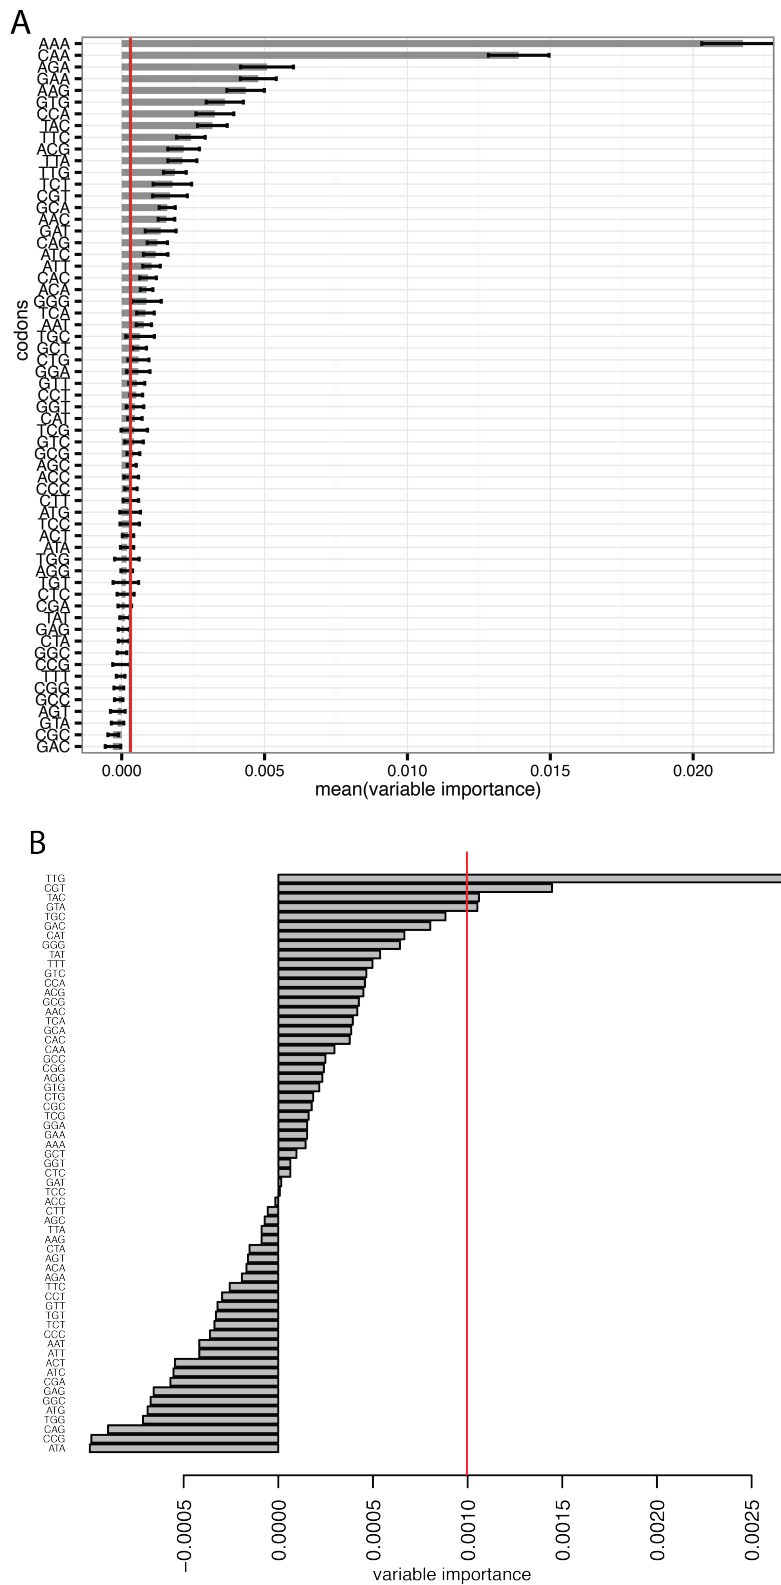 A
AAA
CAA
AGA
GAA
AAG
GTG
CCA
TAC
TTC
ACG
TTA
TTG
TCT
CGT
GCA
AAC
GAT
CAG
ATC
ATT
CAC
ACA
GGG
TCA
AAT
TGC
GCT
CTG
GGA
GTT
CCT
GGT
CAT
TCG
GTC
GCG
AGC
ACC
CCC
CTT
ATG
TCC
ACT
ATA
TGG
AGG
TGT
CTC
CGA
TAT
GAG
CTA
GGC
CCG
TTT
CGG
GCC
AGT
GTA
CGC
GAC
codons
0.000 0.005 0.010 0.015 0.020
mean(variable importance)
B
TTG
CGT
TAC
GTA
TGC
GAC
CAT
GGG
TAT
TTT
GTC
CCA
ACG
GCG
AAC
TCA
GCA
CAC
CAA
GCC
CGG
AGG
GTG
CTG
CGC
TCG
GGA
GAA
AAA
GCT
GGT
CTC
GAT
TCC
ACC
CTT
AGC
TTA
AAG
CTA
AGT
ACA
AGA
TTC
CCT
GTT
TGT
TCT
CCC
AAT
ATT
ACT
ATC
CGA
GAG
GGC
ATG
TGG
CAG
CCG
ATA
−0.0005 0.0000 0.0005 0.0010 0.0015 0.0020 0.0025
variable importance